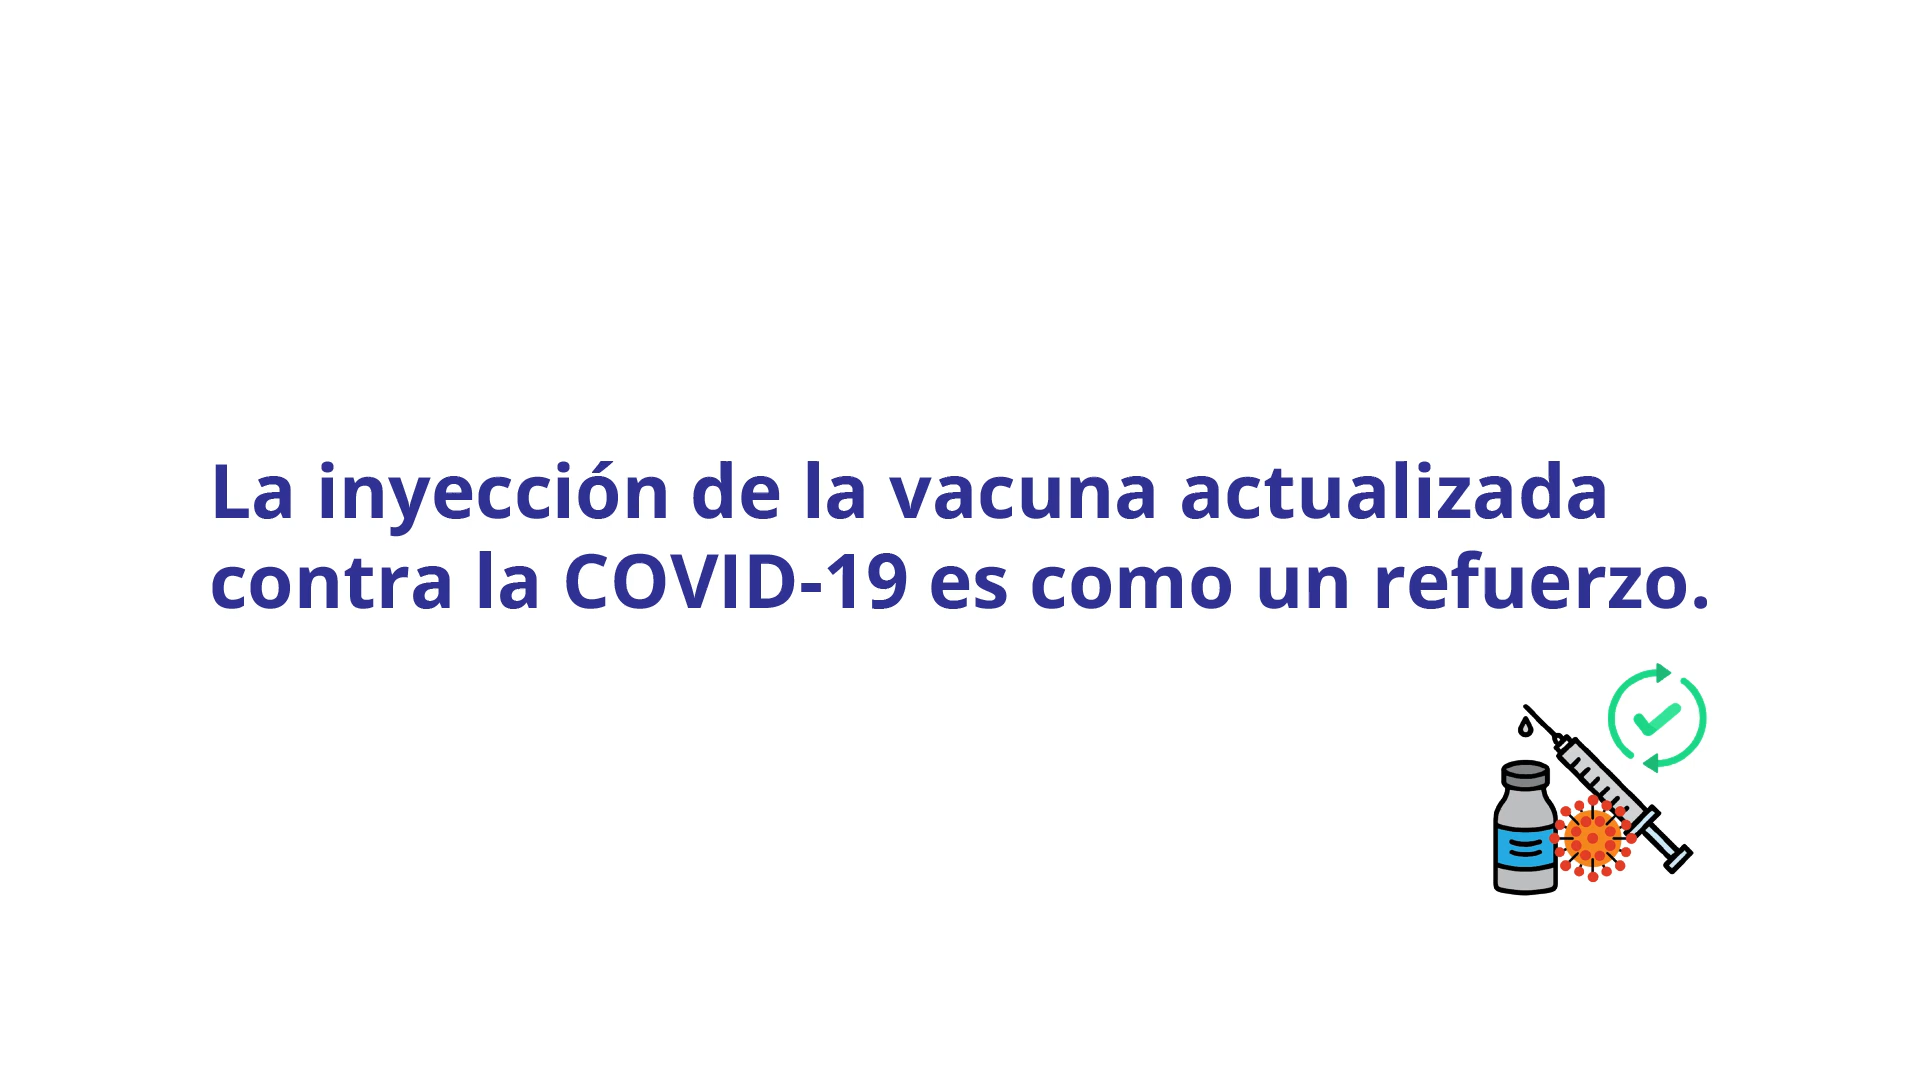 La inyección de la vacuna actualizada
contra la COVID-19 es como un refuerzo.